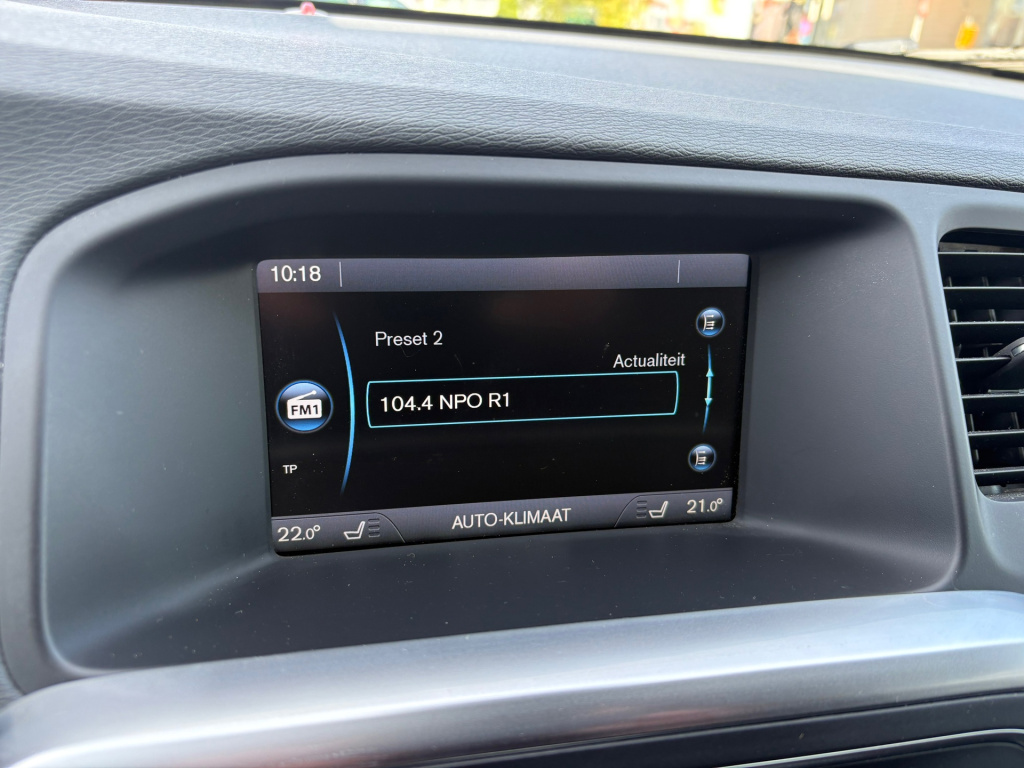 10:18
Preset 2
Actualiteit
FM1
104.4 NPO R1
TP
22.0° AUTO-KLIMAAT 21.0°